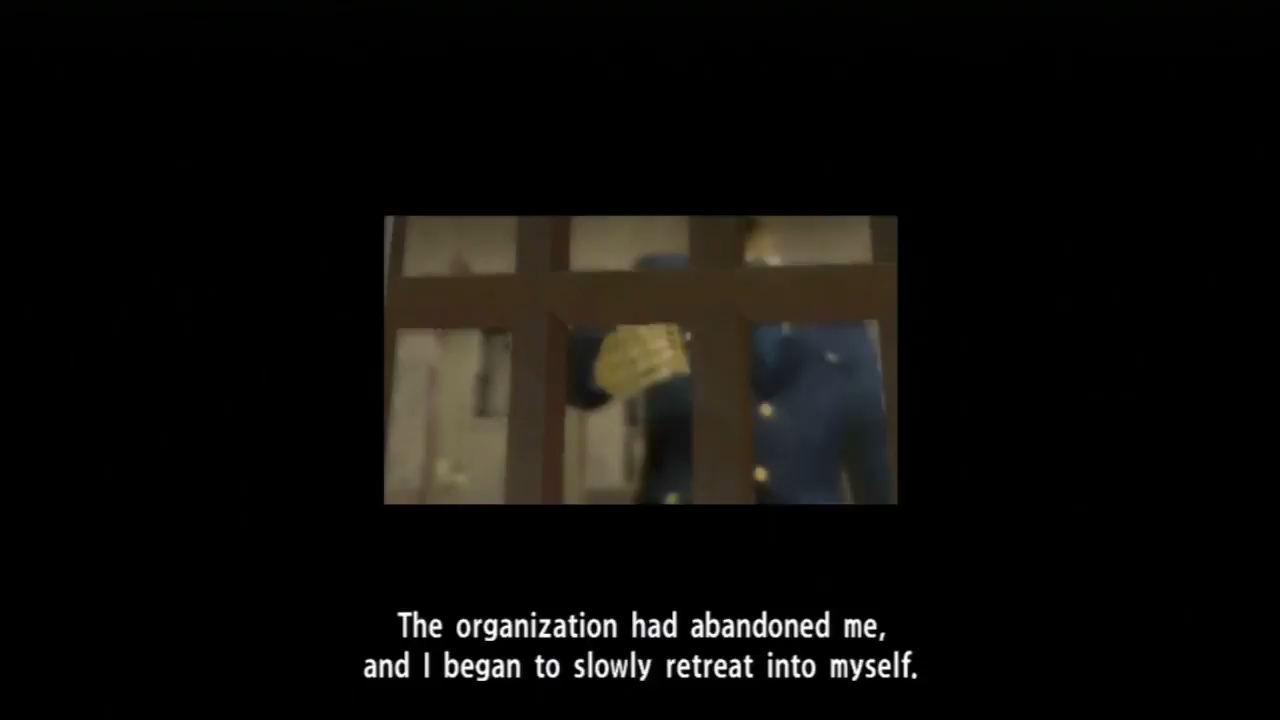 The organization had abandoned me,
and I began to slowly retreat into myself.